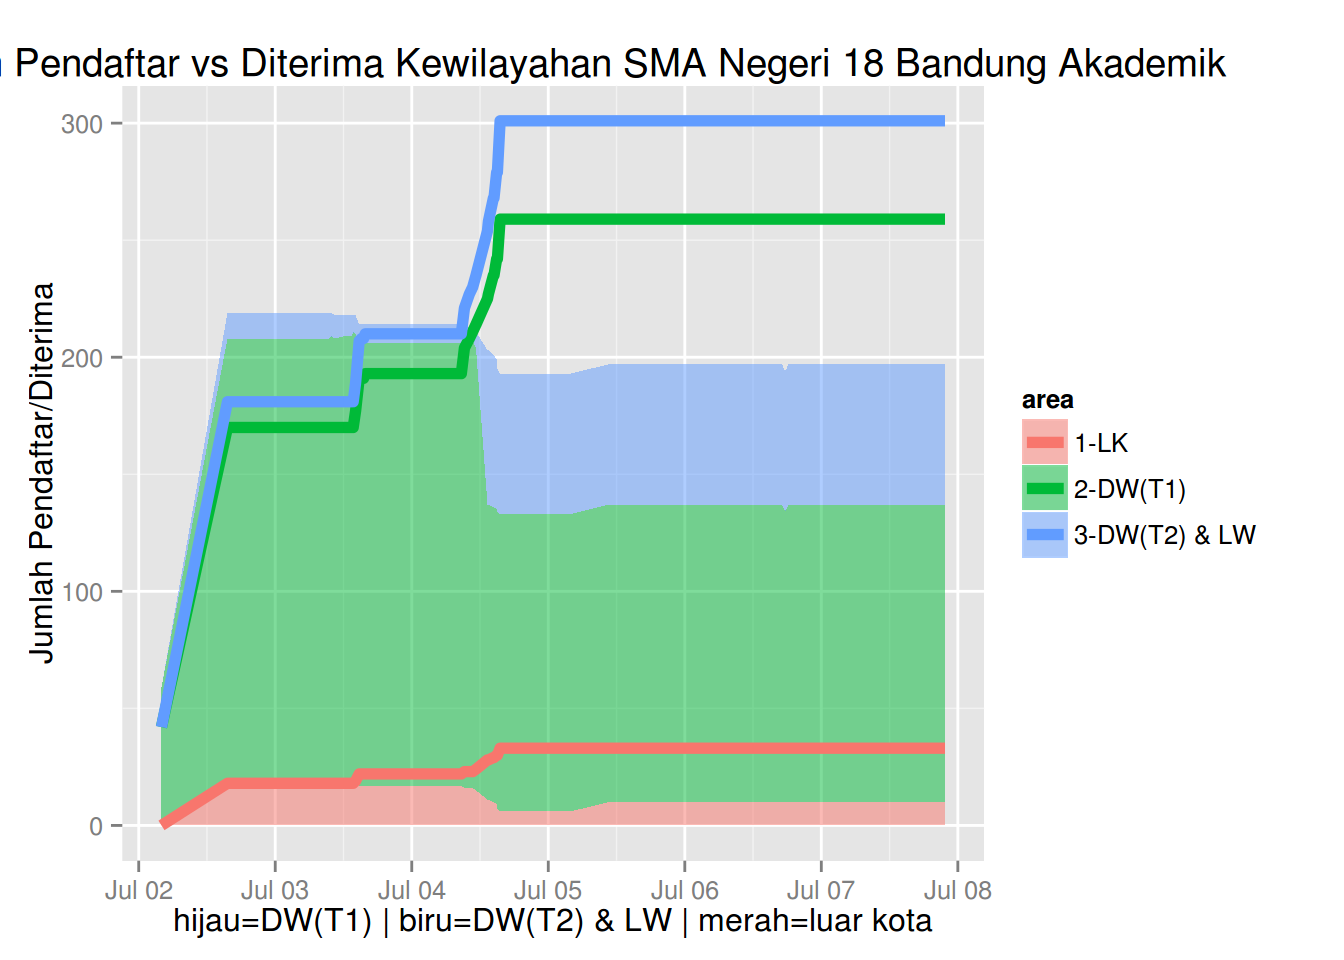 Pendaftar vs Diterima Kewilayahan SMA Negeri 18 Bandung Akademik
Jumlah Pendaftar/Diterima
300
200
100
0
Jul 02
Jul 03
Jul 04
Jul 05
Jul 06
Jul 07
Jul 08
hijau=DW(T1) | biru=DW(T2) & LW | merah=luar kota
area
1-LK
2-DW(T1)
3-DW(T2) & LW